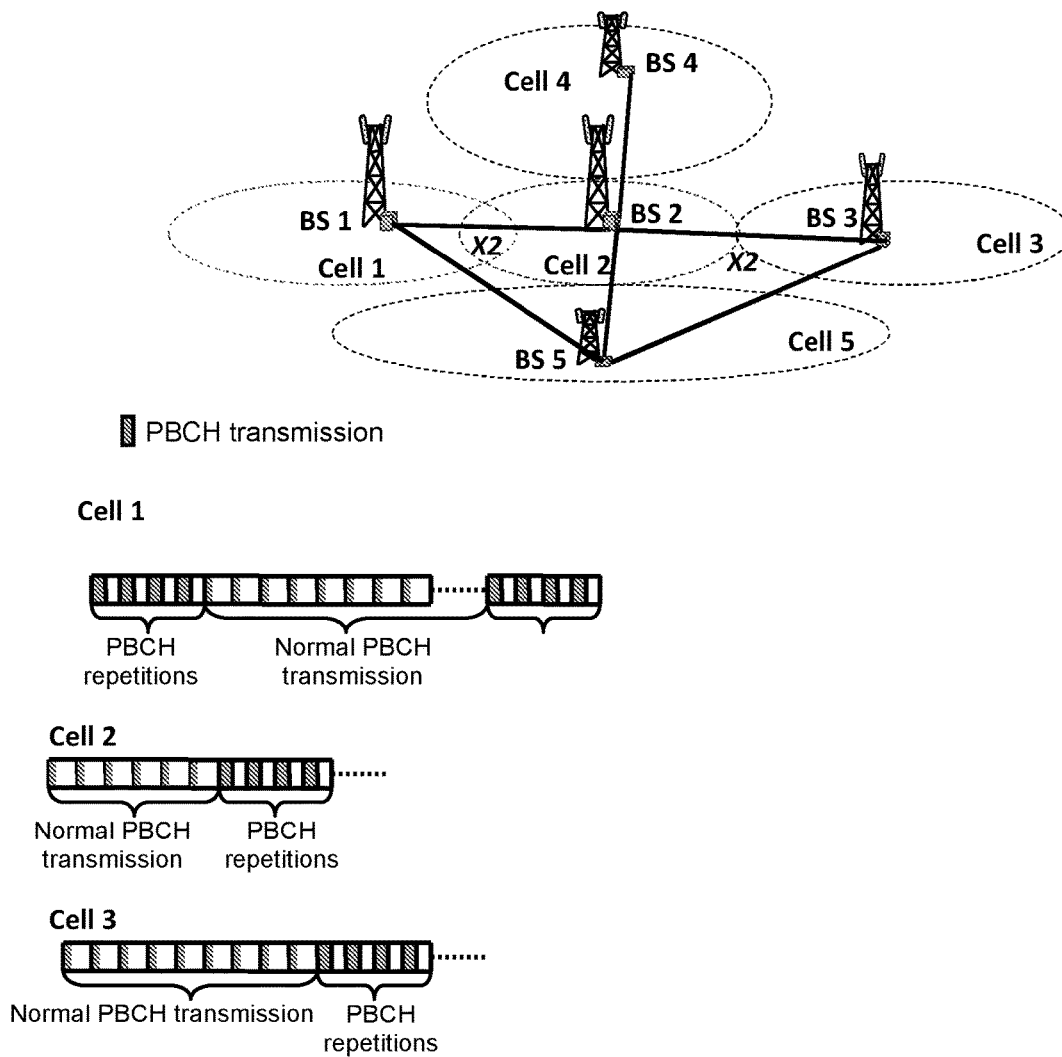 BS 4
Cell 4
BS 1
BS 2
BS 3
X2
X2
Cell 1
Cell 2
Cell 3
BS 5
Cell 5
PBCH transmission
Cell 1
PBCH
repetitions
Normal PBCH
transmission
Cell 2
Normal PBCH
transmission
PBCH
repetitions
Cell 3
Normal PBCH transmission
PBCH
repetitions